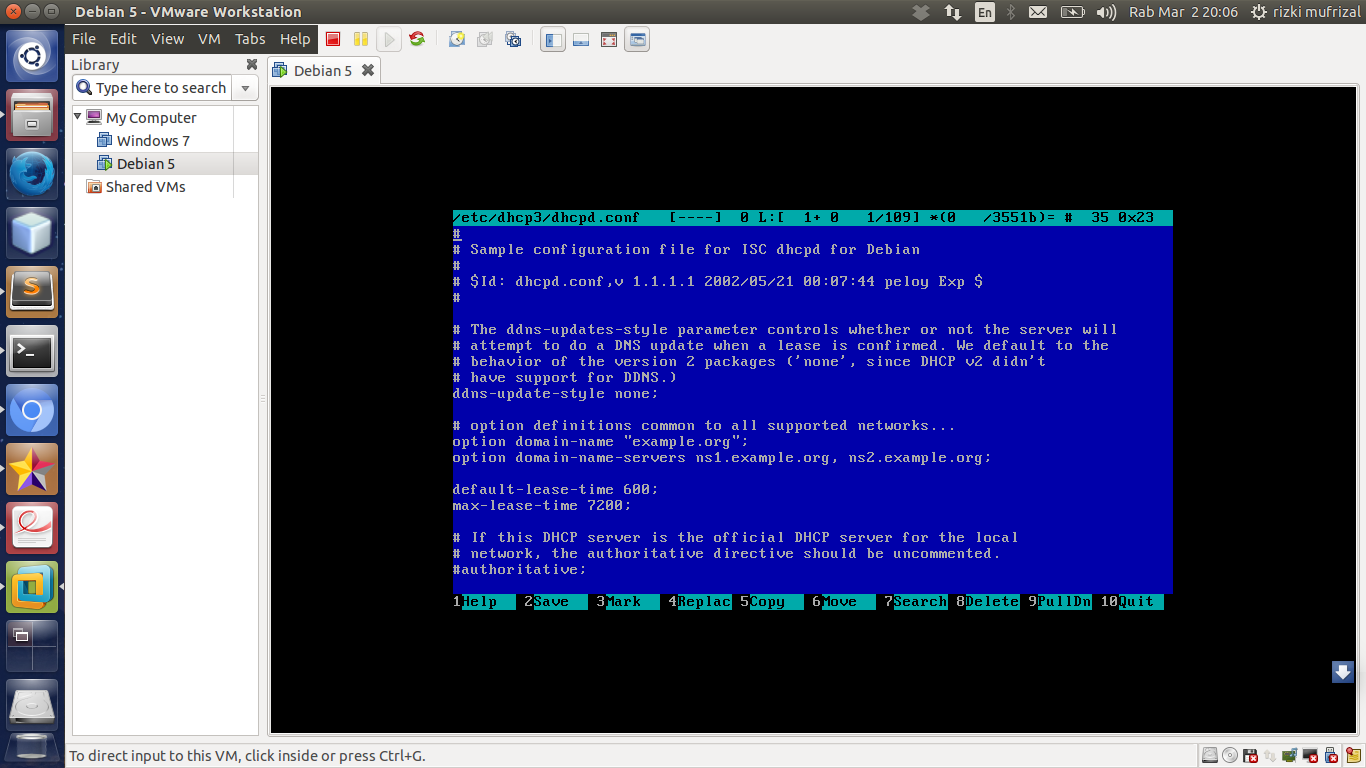 Debian 5 - VMware Workstation
En
Rab Mar 2 20:06
rizki mufrizal
File Edit View VM Tabs Help
Library
Type here to search
My Computer
Windows 7
Debian 5
Shared VMs
Debian 5
/etc/dhcp3/dhcpd.conf [----] 0 L:[ 1+ 0 1/109] *(0 /3551b)= # 35 0x23
#
# Sample configuration file for ISC dhcpd for Debian
#
# $Id: dhcpd.conf,v 1.1.1.1 2002/05/21 00:07:44 peloy Exp $
#
# The ddns-updates-style parameter controls whether or not the server will
# attempt to do a DNS update when a lease is confirmed. We default to the
# behavior of the version 2 packages ('none', since DHCP v2 didn't
# have support for DDNS.)
ddns-update-style none;
# option definitions common to all supported networks...
option domain-name "example.org";
option domain-name-servers ns1.example.org, ns2.example.org;
default-lease-time 600;
max-lease-time 7200;
# If this DHCP server is the official DHCP server for the local
# network, the authoritative directive should be uncommented.
#authoritative;
1Help 2Save 3Mark 4Replac 5Copy 6Move 7Search 8Delete 9PullDn 10Quit
To direct input to this VM, click inside or press Ctrl+G.